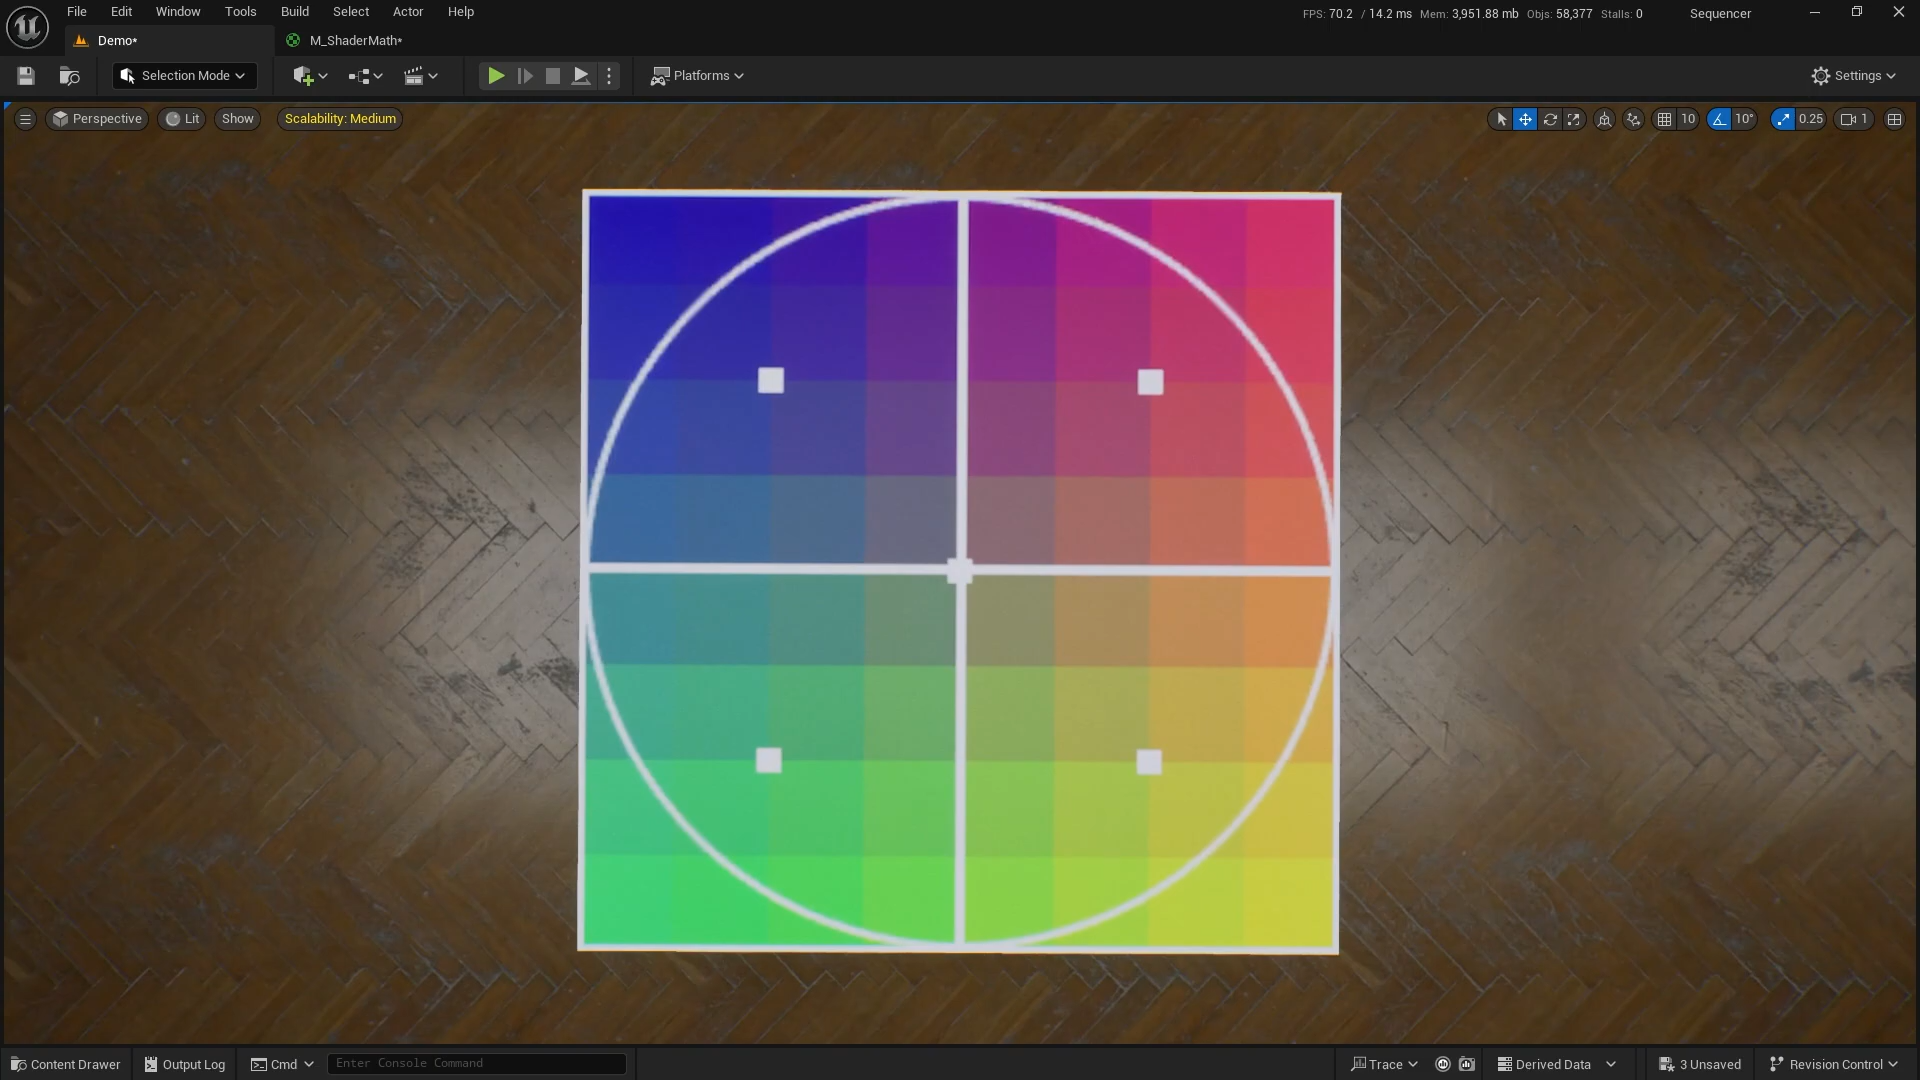 File Edit Window Tools Build Select Actor Help
FPS: 70.2 / 14.2 ms Mem: 3,951.88 mb Objs: 58,377 Stalls: 0 Sequencer
Demo* M_ShaderMath*
Selection Mode Platforms Settings
Perspective Lit Show Scalability: Medium 10 10° 0.25 1
Content Drawer Output Log Cmd Enter Console Command Trace Derived Data 3 Unsaved Revision Control